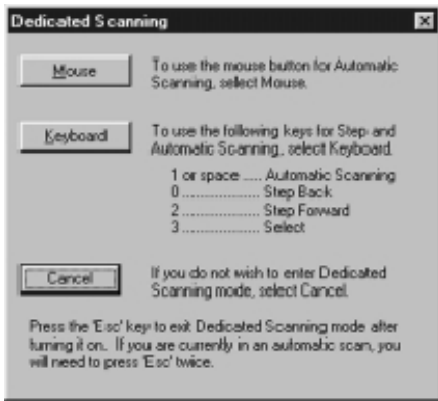 Dedicated Scanning
Mouse
To use the mouse button for Automatic
Scanning, select Mouse.
Keyboard
To use the following keys for Step and
Automatic Scanning, select Keyboard.
1 or space ..... Automatic Scanning
0 .................... Step Back
2 .................... Step Forward
3 .................... Select
Cancel
If you do not wish to enter Dedicated
Scanning mode, select Cancel.
Press the 'Esc' key to exit Dedicated Scanning mode after
turning it on. If you are currently in an automatic scan, you
will need to press 'Esc' twice.